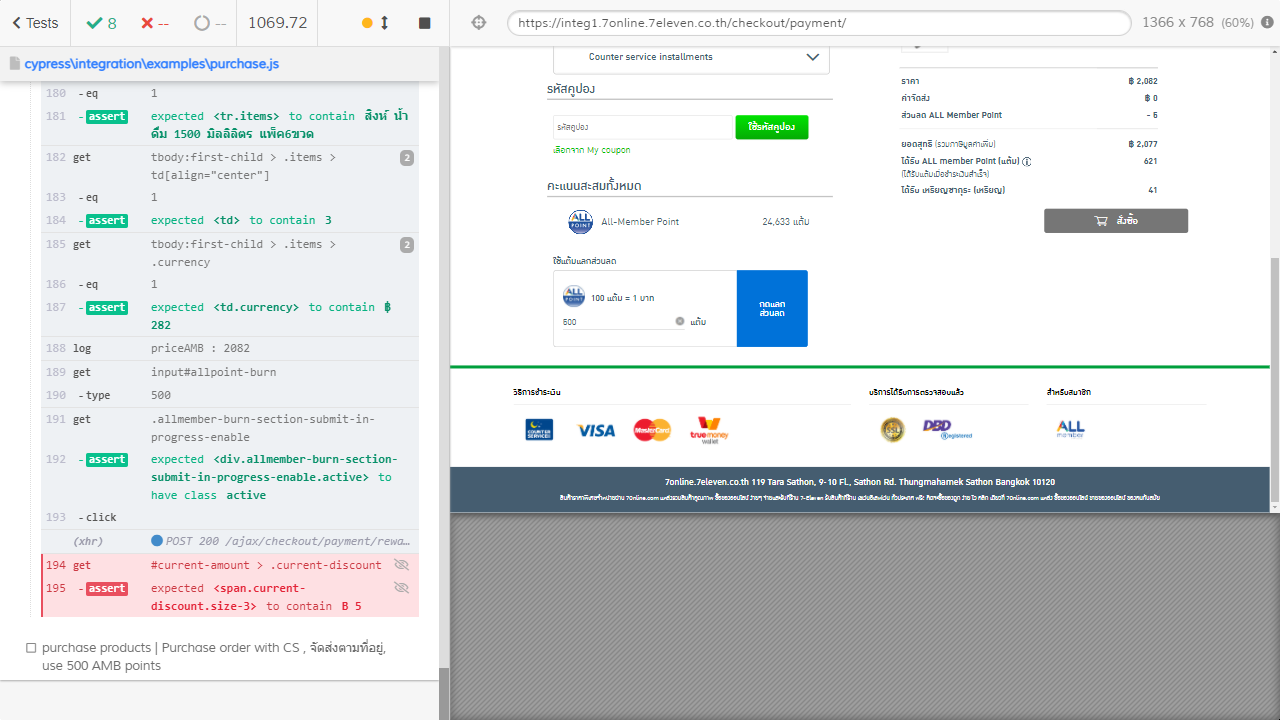 Tests
8
--
--
1069.72
https://integ1.7online.7eleven.co.th/checkout/payment/
1366 x 768 (60%)
cypress\integration\examples\purchase.js
180 - eq 1
181 - assert expected <tr.items> to contain สิงห์ น้ำ
ดื่ม 1500 มิลลิลิตร แพ็ค6ขวด
182 get tbody:first-child > .items > 2
td[align="center"]
183 - eq 1
184 - assert expected <td> to contain 3
185 get tbody:first-child > .items > 2
.currency
186 - eq 1
187 - assert expected <td.currency> to contain ฿
282
188 log priceAMB : 2082
189 get input#allpoint-burn
190 - type 500
191 get .allmember-burn-section-submit-in-
progress-enable
192 - assert expected <div.allmember-burn-section-
submit-in-progress-enable.active> to
have class active
193 - click
(xhr) POST 200 /ajax/checkout/payment/rewa…
194 get #current-amount > .current-discount
195 - assert expected <span.current-
discount.size-3> to contain B 5
purchase products | Purchase order with CS , จัดส่งตามที่อยู่,
use 500 AMB points
Counter service installments
รหัสคูปอง
รหัสคูปอง
ใช้รหัสคูปอง
เลือกจาก My coupon
คะแนนสะสมทั้งหมด
ALL POINT All-Member Point 24,633 แต้ม
ใช้แต้มแลกส่วนลด
ALL POINT 100 แต้ม = 1 บาท
500 แต้ม
กดแลก
ส่วนลด
ราคา ฿ 2,082
ค่าจัดส่ง ฿ 0
ส่วนลด ALL Member Point - 5
ยอดสุทธิ (รวมภาษีมูลค่าเพิ่ม) ฿ 2,077
ได้รับ ALL member Point (แต้ม) 621
(ได้รับแต้มเมื่อชำระเงินสำเร็จ)
ได้รับ เหรียญซากุระ (เหรียญ) 41
สั่งซื้อ
วิธีการชำระเงิน
บริการได้รับการตรวจสอบแล้ว
สำหรับสมาชิก
COUNTER SERVICE
VISA
MasterCard
truemoney
wallet
DBD
Registered
ALL
member
7online.7eleven.co.th 119 Tara Sathon, 9-10 Fl., Sathon Rd. Thungmahamek Sathon Bangkok 10120